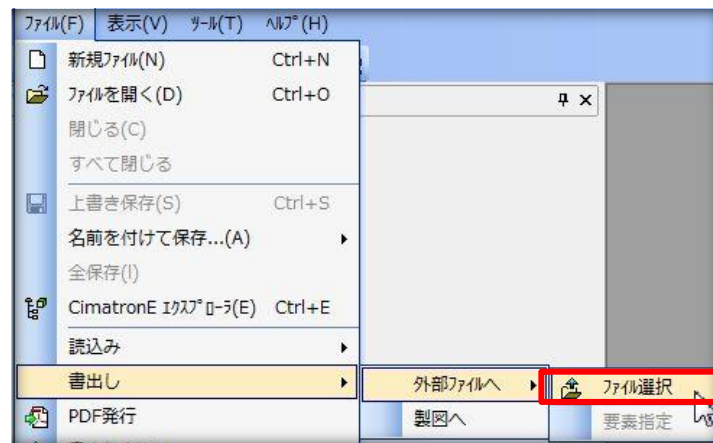 ﾌｧｲﾙ(F) 表示(V) ﾂｰﾙ(T) ﾍﾙﾌﾟ(H)
新規ﾌｧｲﾙ(N) Ctrl+N
ﾌｧｲﾙを開く(D) Ctrl+O
閉じる(C)
すべて閉じる
上書き保存(S) Ctrl+S
名前を付けて保存...(A)
全保存(I)
CimatronE ｴｸｽﾌﾟﾛｰﾗ(E) Ctrl+E
読込み
書出し 外部ﾌｧｲﾙへ ﾌｧｲﾙ選択
PDF発行 製図へ 要素指定